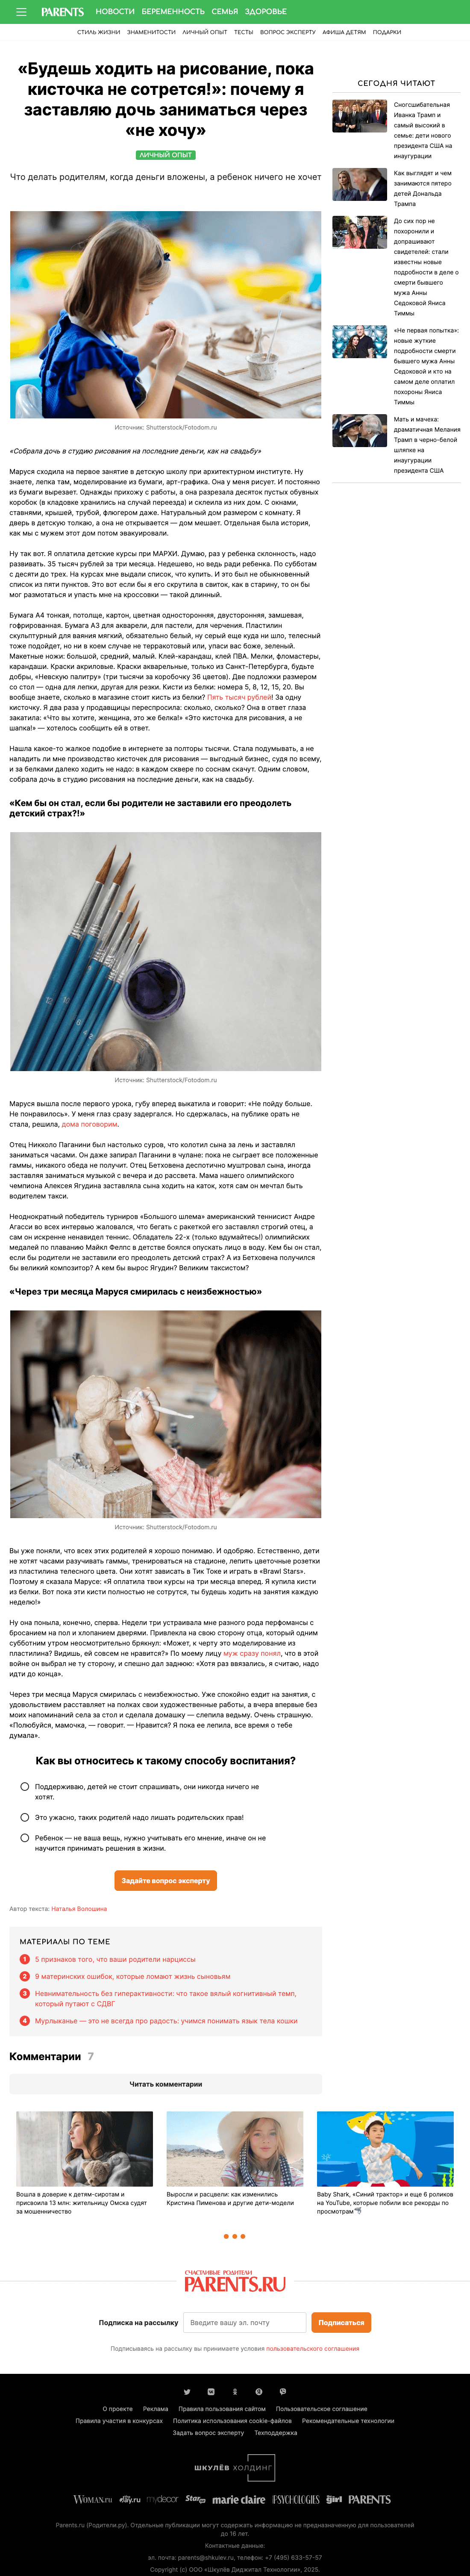 PARENTS
НОВОСТИ БЕРЕМЕННОСТЬ СЕМЬЯ ЗДОРОВЬЕ
СТИЛЬ ЖИЗНИ ЗНАМЕНИТОСТИ ЛИЧНЫЙ ОПЫТ ТЕСТЫ ВОПРОС ЭКСПЕРТУ АФИША ДЕТЯМ ПОДАРКИ
«Будешь ходить на рисование, пока
кисточка не сотрется!»: почему я
заставляю дочь заниматься через
«не хочу»
ЛИЧНЫЙ ОПЫТ
Что делать родителям, когда деньги вложены, а ребенок ничего не хочет
Источник: Shutterstock/Fotodom.ru
«Собрала дочь в студию рисования на последние деньги, как на свадьбу»
Маруся сходила на первое занятие в детскую школу при архитектурном институте. Ну
знаете, лепка там, моделирование из бумаги, арт-графика. Она у меня рисует. И постоянно
из бумаги вырезает. Однажды прихожу с работы, а она разрезала десяток пустых обувных
коробок (в кладовке хранились на случай переезда) и склеила из них дом. С окнами,
ставнями, крышей, трубой, флюгером даже. Натуральный дом размером с комнату. Я
дверь в детскую толкаю, а она не открывается — дом мешает. Отдельная была история,
как мы с мужем этот дом потом эвакуировали.
Ну так вот. Я оплатила детские курсы при МАРХИ. Думаю, раз у ребенка склонность, надо
развивать. 35 тысяч рублей за три месяца. Недешево, но ведь ради ребенка. По субботам
с десяти до трех. На курсах мне выдали список, что купить. И это был не обыкновенный
список из пяти пунктов. Это вот если бы я его скрутила в свиток, как в старину, то он бы
мог размотаться и упасть мне на кроссовки — такой длинный.
Бумага А4 тонкая, потолще, картон, цветная односторонняя, двусторонняя, замшевая,
гофрированная. Бумага А3 для акварели, для пастели, для черчения. Пластилин
скульптурный для ваяния мягкий, обязательно белый, ну серый еще куда ни шло, телесный
тоже подойдет, но ни в коем случае не терракотовый или, упаси вас боже, зеленый.
Макетные ножи: большой, средний, малый. Клей-карандаш, клей ПВА. Мелки, фломастеры,
карандаши. Краски акриловые. Краски акварельные, только из Санкт-Петербурга, будьте
добры, «Невскую палитру» (три тысячи за коробочку 36 цветов). Две подложки размером
со стол — одна для лепки, другая для резки. Кисти из белки: номера 5, 8, 12, 15, 20. Вы
вообще знаете, сколько в магазине стоит кисть из белки? Пять тысяч рублей! За одну
кисточку. Я два раза у продавщицы переспросила: сколько, сколько? Она в ответ глаза
закатила: «Что вы хотите, женщина, это же белка!» «Это кисточка для рисования, а не
шапка!» — хотелось сообщить ей в ответ.
Нашла какое-то жалкое подобие в интернете за полторы тысячи. Стала подумывать, а не
наладить ли мне производство кисточек для рисования — выгодный бизнес, судя по всему,
и за белками далеко ходить не надо: в каждом сквере по соснам скачут. Одним словом,
собрала дочь в студию рисования на последние деньги, как на свадьбу.
«Кем бы он стал, если бы родители не заставили его преодолеть
детский страх?!»
Источник: Shutterstock/Fotodom.ru
Маруся вышла после первого урока, губу вперед выкатила и говорит: «Не пойду больше.
Не понравилось». У меня глаз сразу задергался. Но сдержалась, на публике орать не
стала, решила, дома поговорим.
Отец Никколо Паганини был настолько суров, что колотил сына за лень и заставлял
заниматься часами. Он даже запирал Паганини в чулане: пока не сыграет все положенные
гаммы, никакого обеда не получит. Отец Бетховена деспотично муштровал сына, иногда
заставляя заниматься музыкой с вечера и до рассвета. Мама нашего олимпийского
чемпиона Алексея Ягудина заставляла сына ходить на каток, хотя сам он мечтал быть
водителем такси.
Неоднократный победитель турниров «Большого шлема» американский теннисист Андре
Агасси во всех интервью жаловался, что бегать с ракеткой его заставлял строгий отец, а
сам он искренне ненавидел теннис. Обладатель 22-х (только вдумайтесь!) олимпийских
медалей по плаванию Майкл Фелпс в детстве боялся опускать лицо в воду. Кем бы он стал,
если бы родители не заставили его преодолеть детский страх? А из Бетховена получился
бы великий композитор? А кем бы вырос Ягудин? Великим таксистом?
«Через три месяца Маруся смирилась с неизбежностью»
Источник: Shutterstock/Fotodom.ru
Вы уже поняли, что всех этих родителей я хорошо понимаю. И одобряю. Естественно, дети
не хотят часами разучивать гаммы, тренироваться на стадионе, лепить цветочные розетки
из пластилина телесного цвета. Они хотят зависать в Тик Токе и играть в «Brawl Stars».
Поэтому я сказала Марусе: «Я оплатила твои курсы на три месяца вперед. Я купила кисти
из белки. Вот пока эти кисти полностью не сотрутся, ты будешь ходить на занятия каждую
неделю!»
Ну она поныла, конечно, сперва. Недели три устраивала мне разного рода перфомансы с
бросанием на пол и хлопанием дверями. Привлекла на свою сторону отца, который одним
субботним утром неосмотрительно брякнул: «Может, к черту это моделирование из
пластилина? Видишь, ей совсем не нравится?» По моему лицу муж сразу понял, что в этой
войне он выбрал не ту сторону, и спешно дал заднюю: «Хотя раз ввязались, я считаю, надо
идти до конца».
Через три месяца Маруся смирилась с неизбежностью. Уже спокойно ездит на занятия, с
удовольствием расставляет на полках свои художественные работы, а вчера впервые без
моих напоминаний села за стол и сделала домашку — слепила ведьму. Очень страшную.
«Полюбуйся, мамочка, — говорит. — Нравится? Я пока ее лепила, все время о тебе
думала».
Как вы относитесь к такому способу воспитания?
Поддерживаю, детей не стоит спрашивать, они никогда ничего не
хотят.
Это ужасно, таких родителй надо лишать родительских прав!
Ребенок — не ваша вещь, нужно учитывать его мнение, иначе он не
научится принимать решения в жизни.
Задайте вопрос эксперту
Автор текста: Наталья Волошина
МАТЕРИАЛЫ ПО ТЕМЕ
1 5 признаков того, что ваши родители нарциссы
2 9 материнских ошибок, которые ломают жизнь сыновьям
3 Невнимательность без гиперактивности: что такое вялый когнитивный темп,
который путают с СДВГ
4 Мурлыканье — это не всегда про радость: учимся понимать язык тела кошки
Комментарии 7
Читать комментарии
СЕГОДНЯ ЧИТАЮТ
Сногсшибательная
Иванка Трамп и
самый высокий в
семье: дети нового
президента США на
инаугурации
Как выглядят и чем
занимаются пятеро
детей Дональда
Трампа
До сих пор не
похоронили и
допрашивают
свидетелей: стали
известны новые
подробности в деле о
смерти бывшего
мужа Анны
Седоковой Яниса
Тиммы
«Не первая попытка»:
новые жуткие
подробности смерти
бывшего мужа Анны
Седоковой и кто на
самом деле оплатил
похороны Яниса
Тиммы
Мать и мачеха:
драматичная Мелания
Трамп в черно-белой
шляпке на
инаугурации
президента США
Вошла в доверие к детям-сиротам и
присвоила 13 млн: жительницу Омска судят
за мошенничество
Выросли и расцвели: как изменились
Кристина Пименова и другие дети-модели
Baby Shark, «Синий трактор» и еще 6 роликов
на YouTube, которые побили все рекорды по
просмотрам
СЧАСТЛИВЫЕ РОДИТЕЛИ
PARENTS.RU
Подписка на рассылку Введите вашу эл. почту Подписаться
Подписываясь на рассылку вы принимаете условия пользовательского соглашения
О проекте Реклама Правила пользования сайтом Пользовательское соглашение
Правила участия в конкурсах Политика использования cookie-файлов Рекомендательные технологии
Задать вопрос эксперту Техподдержка
ШКУЛЁВ ХОЛДИНГ
WOMAN.RU elle.ru mydecor StarHit marie claire PSYCHOLOGIES girl PARENTS
Parents.ru (Родители.ру). Отдельные публикации могут содержать информацию не предназначенную для пользователей
до 16 лет.
Контактные данные:
эл. почта: parents@shkulev.ru, телефон: +7 (495) 633-57-57
Copyright (с) ООО «Шкулёв Диджитал Технологии», 2025.